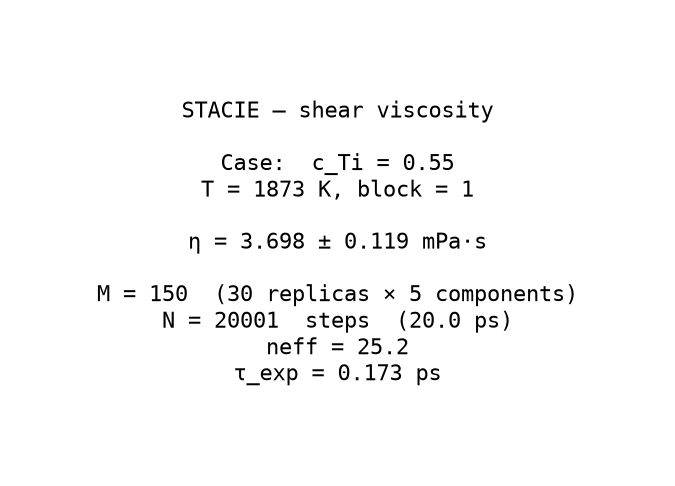 STACIE — shear viscosity
Case:  c_Ti = 0.55
T = 1873 K, block = 1
η = 3.698 ± 0.119 mPa·s
M = 150  (30 replicas × 5 components)
N = 20001  steps  (20.0 ps)
neff = 25.2
τ_exp = 0.173 ps